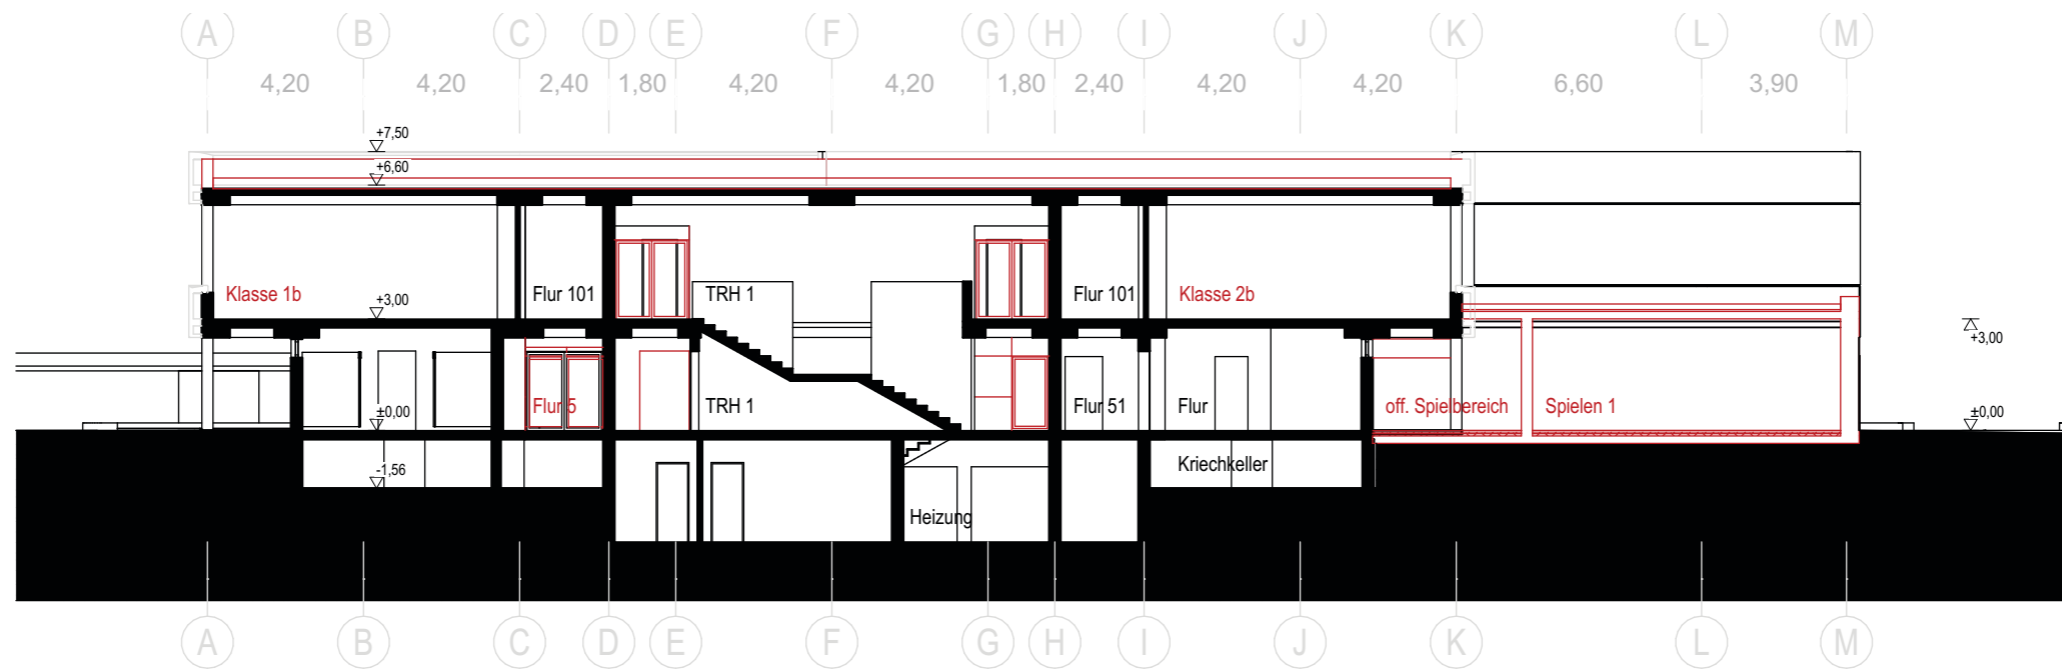 A B C D E F G H I J K L M
4,20 4,20 2,40 1,80 4,20 4,20 1,80 2,40 4,20 4,20 6,60 3,90
+7,50
+6,60
Klasse 1b Flur 101 TRH 1 Flur 101 Klasse 2b
+3,00
+3,00
Flur 5 TRH 1 Flur 51 Flur off. Spielbereich Spielen 1
±0,00
±0,00
-1,56
Kriechkeller
Heizung
A B C D E F G H I J K L M